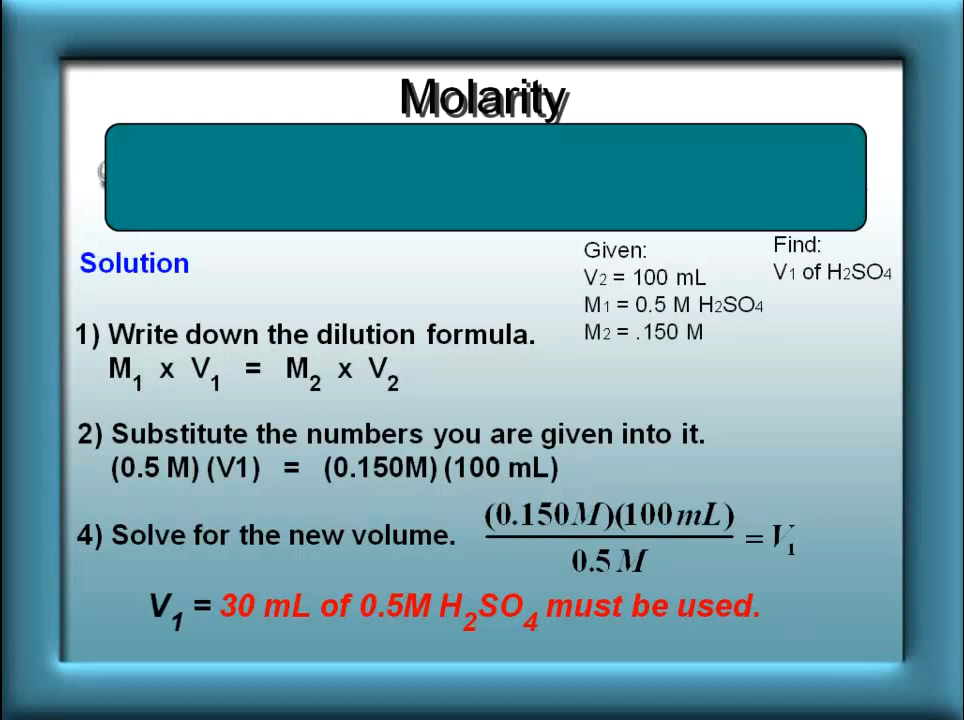 Molarity
Solution
Given:
V2 = 100 mL
M1 = 0.5 M H2SO4
M2 = .150 M
Find:
V1 of H2SO4
1) Write down the dilution formula.
M1 x V1 = M2 x V2
2) Substitute the numbers you are given into it.
(0.5 M) (V1) = (0.150M) (100 mL)
4) Solve for the new volume.
(0.150M)(100mL)
0.5M
= V1
V1 = 30 mL of 0.5M H2SO4 must be used.